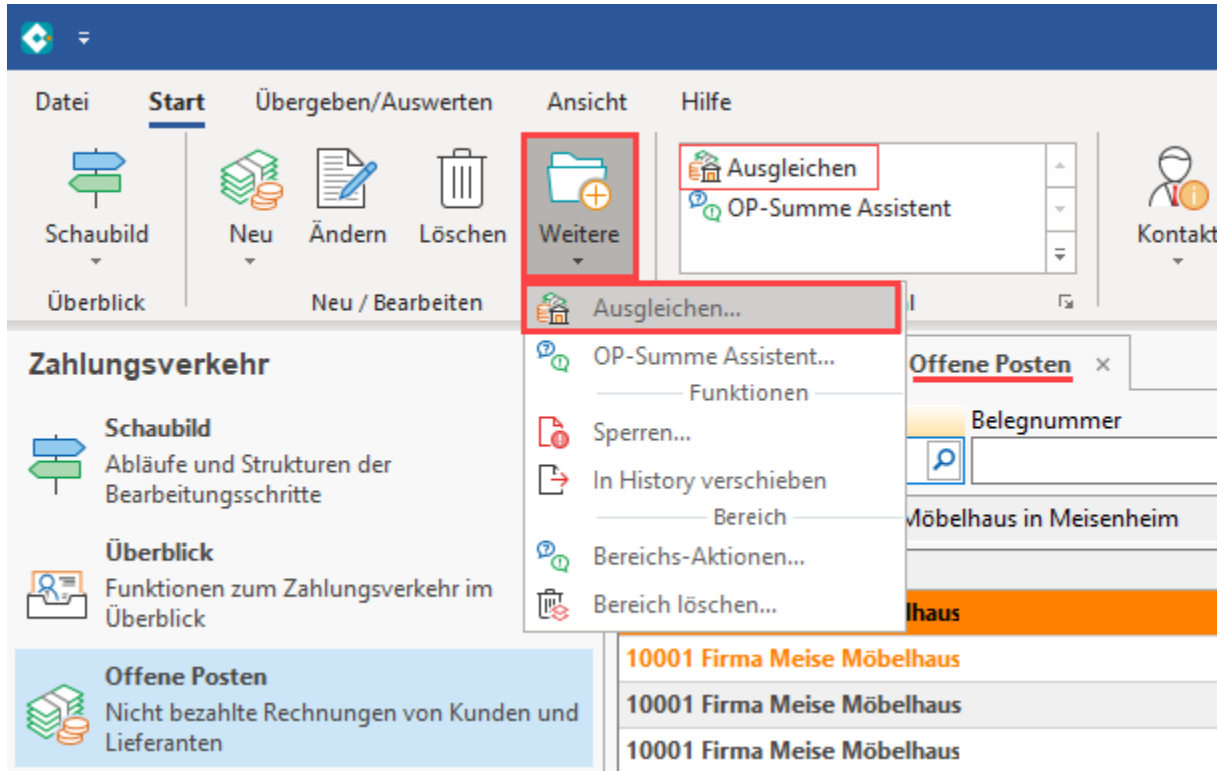 Datei Start Übergeben/Auswerten Ansicht Hilfe
Schaubild Neu Ändern Löschen Weitere
Ausgleichen
OP-Summe Assistent
Kontakt
Überblick Neu / Bearbeiten
Ausgleichen...
OP-Summe Assistent...
Funktionen
Sperren...
In History verschieben
Bereich
Bereichs-Aktionen...
Bereich löschen...
Zahlungsverkehr
Schaubild
Abläufe und Strukturen der
Bearbeitungsschritte
Überblick
Funktionen zum Zahlungsverkehr im
Überblick
Offene Posten
Nicht bezahlte Rechnungen von Kunden und
Lieferanten
Offene Posten ×
Belegnummer
Möbelhaus in Meisenheim
lhaus
10001 Firma Meise Möbelhaus
10001 Firma Meise Möbelhaus
10001 Firma Meise Möbelhaus